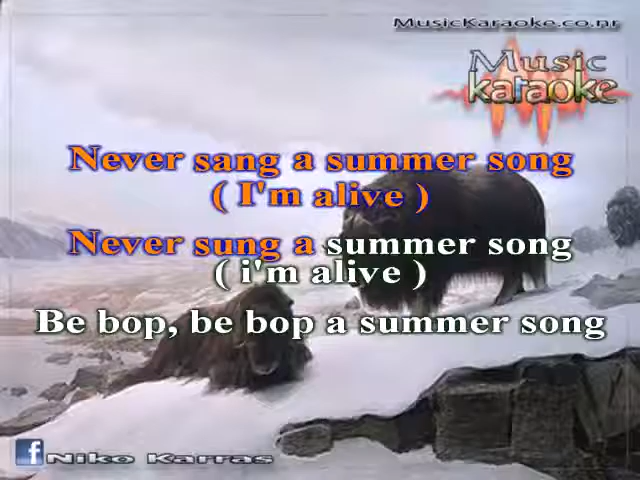 MusicKaraoke.co.nr
Music
karaoke
Never sang a summer song
( I'm alive )
Never sung a summer song
( i'm alive )
Be bop, be bop a summer song
f Niko Karras